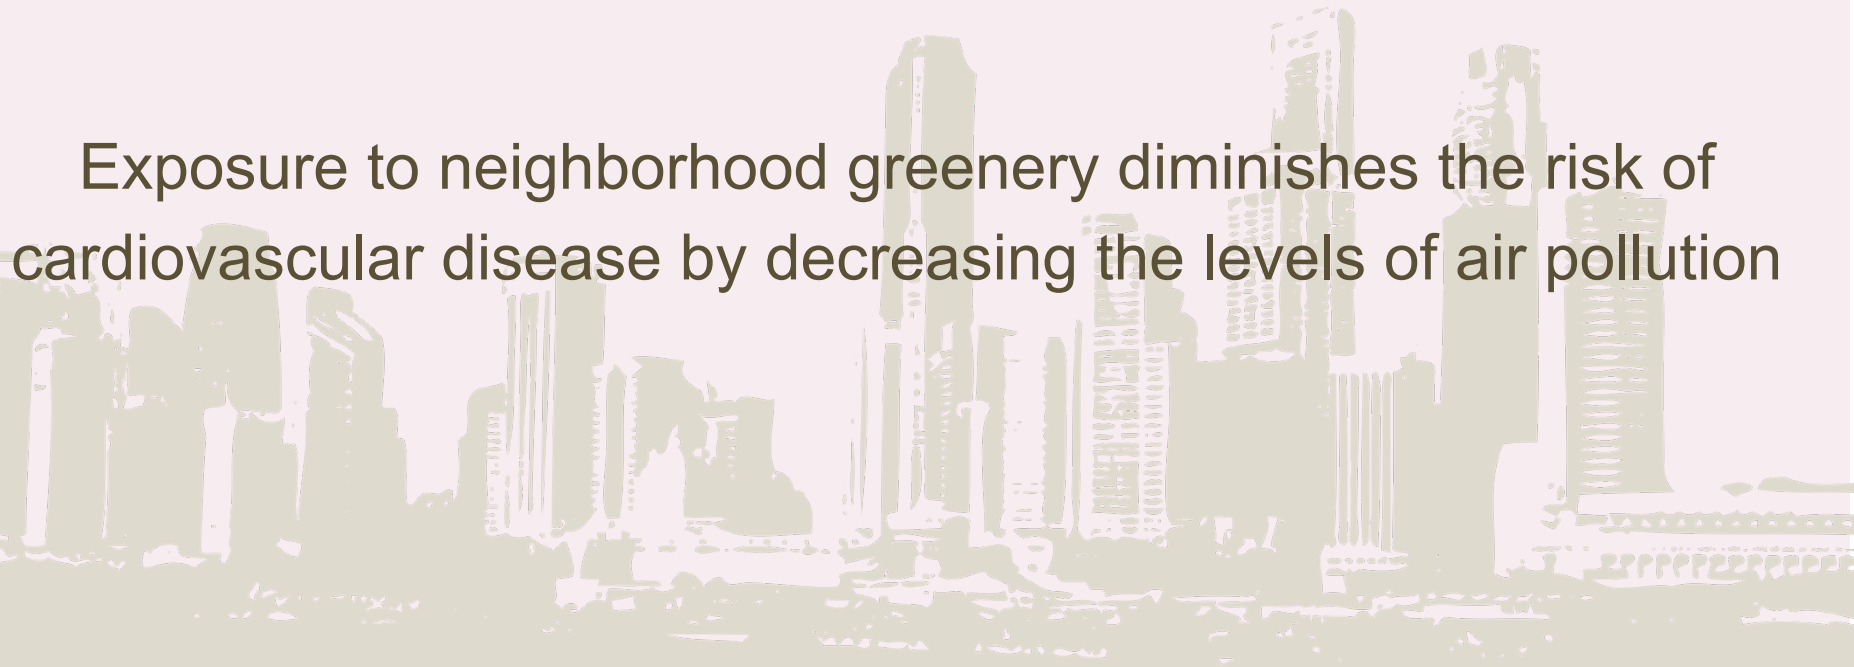 Exposure to neighborhood greenery diminishes the risk of
cardiovascular disease by decreasing the levels of air pollution